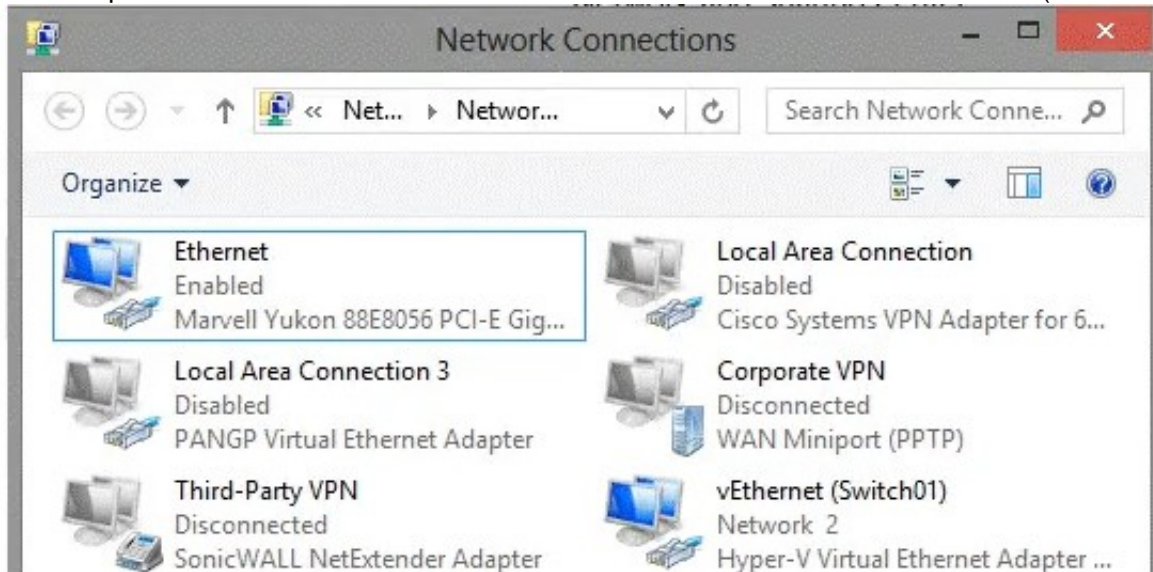 Network Connections
« Net... ▸ Networ...
Search Network Conne...
Organize
Ethernet
Enabled
Marvell Yukon 88E8056 PCI-E Gig...
Local Area Connection
Disabled
Cisco Systems VPN Adapter for 6...
Local Area Connection 3
Disabled
PANGP Virtual Ethernet Adapter
Corporate VPN
Disconnected
WAN Miniport (PPTP)
Third-Party VPN
Disconnected
SonicWALL NetExtender Adapter
vEthernet (Switch01)
Network 2
Hyper-V Virtual Ethernet Adapter ...